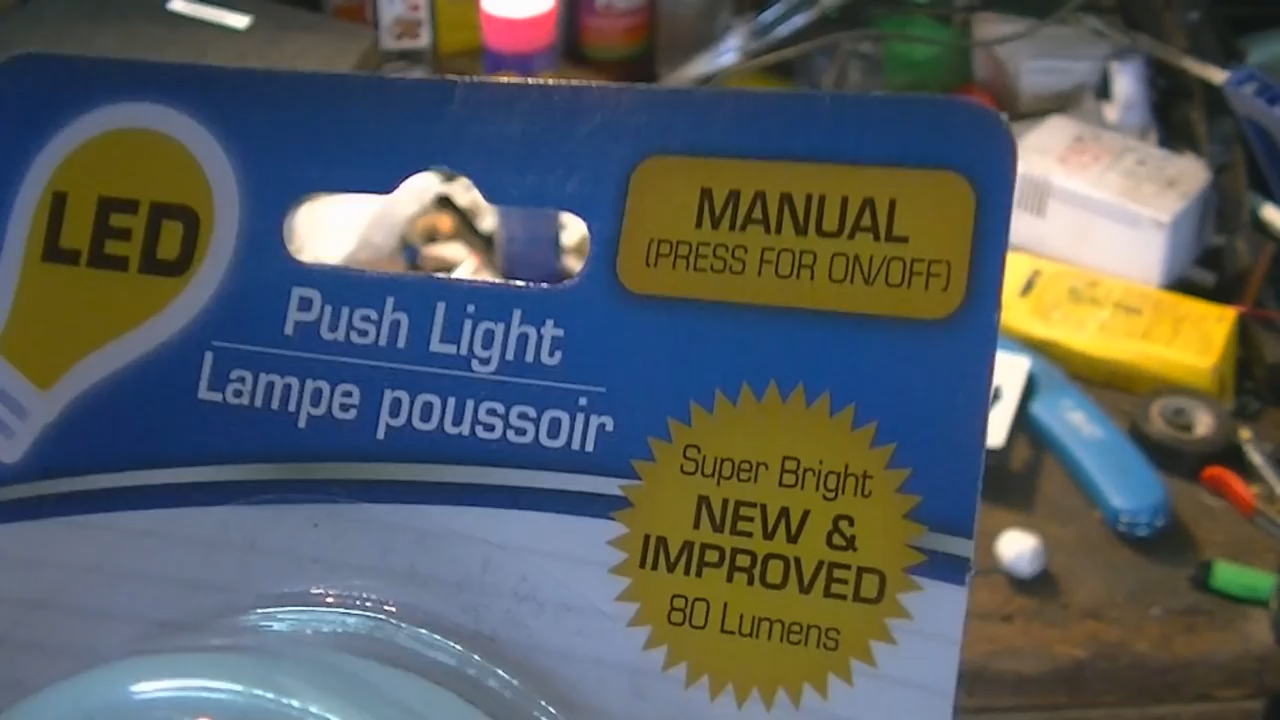 LED
MANUAL
(PRESS FOR ON/OFF)
Push Light
Lampe poussoir
Super Bright
NEW &
IMPROVED
80 Lumens